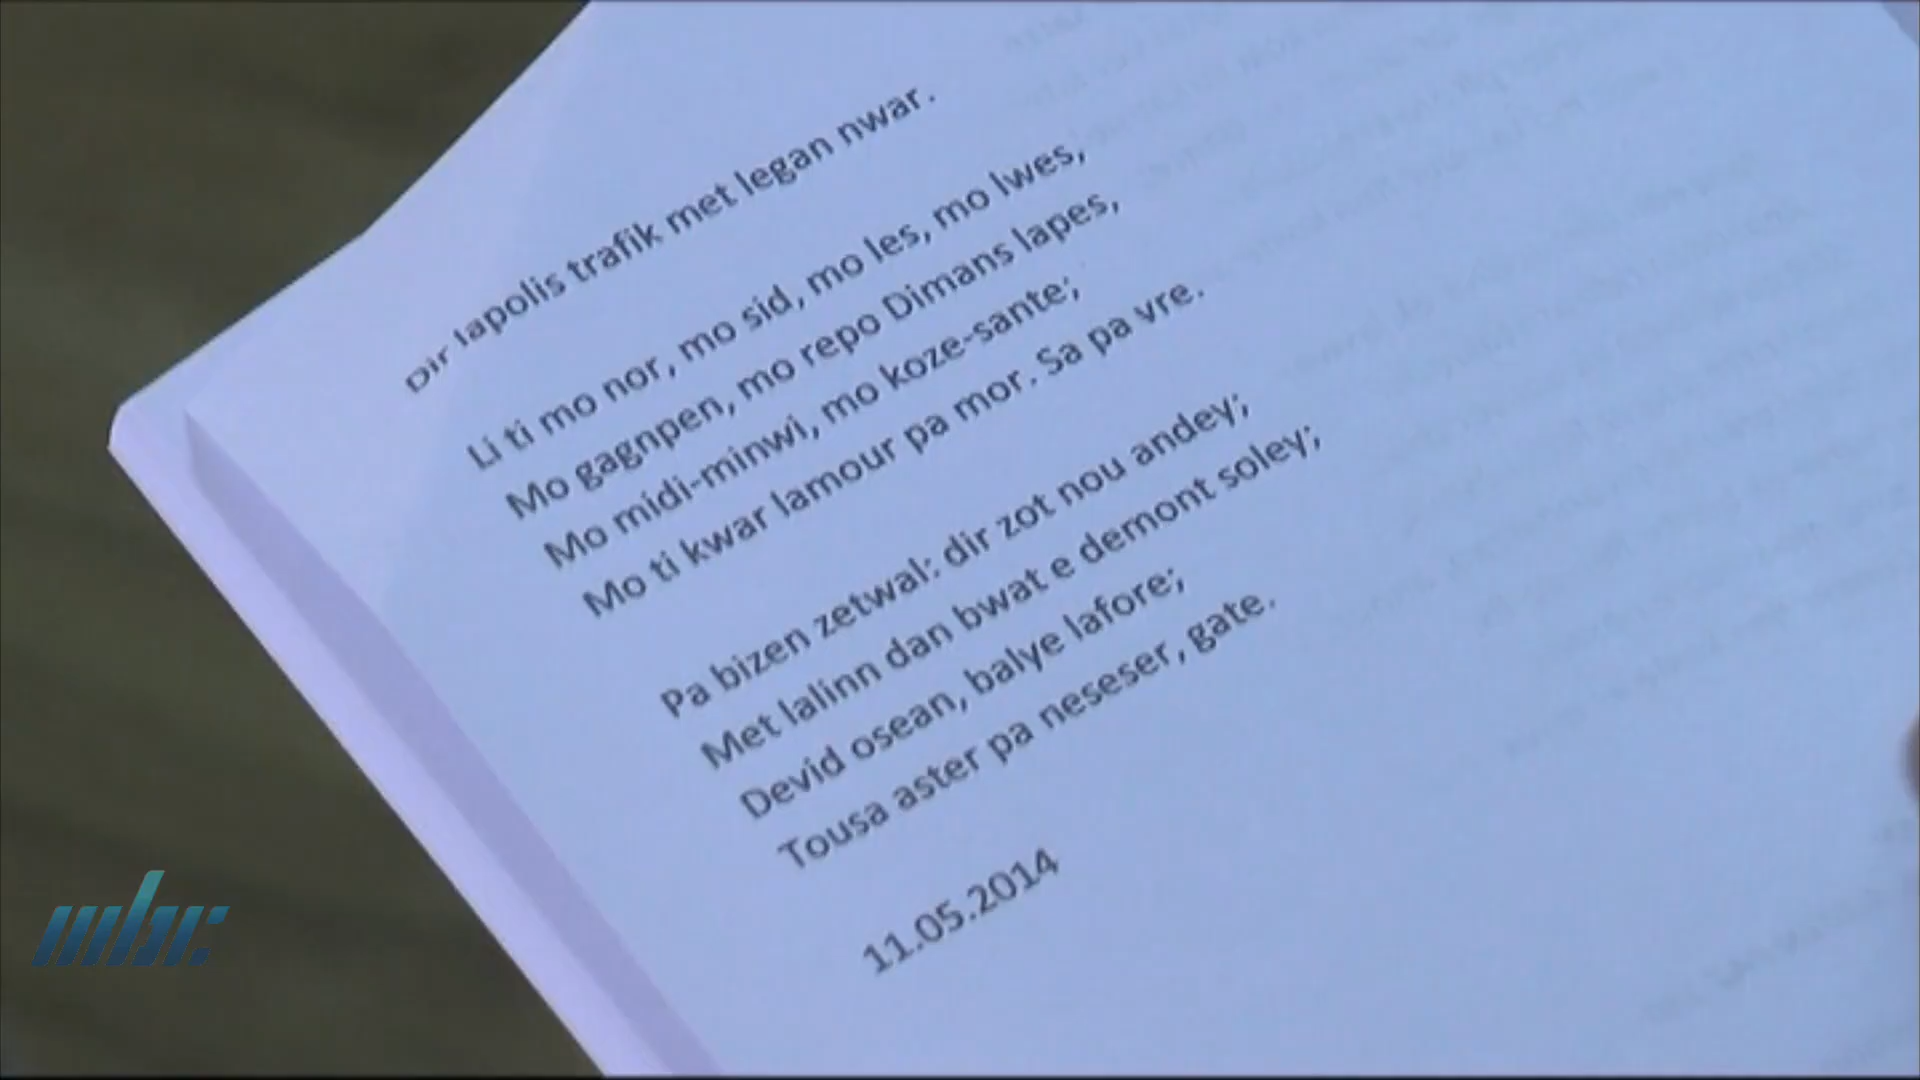 Dir lapolis trafik met legan nwar.
Li ti mo nor, mo sid, mo les, mo lwes,
Mo gagnpen, mo repo Dimans lapes,
Mo midi-minwi, mo koze-sante;
Mo ti kwar lamour pa mor. Sa pa vre.
Pa bizen zetwal: dir zot nou andey;
Met lalinn dan bwat e demont soley;
Devid osean, balye lafore;
Tousa aster pa neseser, gate.
11.05.2014
mbc